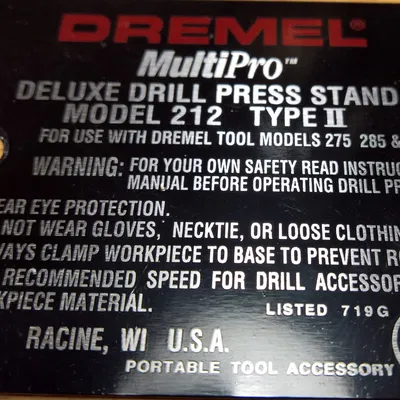 DREMEL
MultiPro™
DELUXE DRILL PRESS STAND
MODEL 212 TYPE II
FOR USE WITH DREMEL TOOL MODELS 275 285 &
WARNING: FOR YOUR OWN SAFETY READ INSTRUC
MANUAL BEFORE OPERATING DRILL PR
EAR EYE PROTECTION.
NOT WEAR GLOVES, NECKTIE, OR LOOSE CLOTHIN
WAYS CLAMP WORKPIECE TO BASE TO PREVENT RO
RECOMMENDED SPEED FOR DRILL ACCESSOR
KPIECE MATERIAL.
LISTED 719G
RACINE, WI U.S.A.
PORTABLE TOOL ACCESSORY